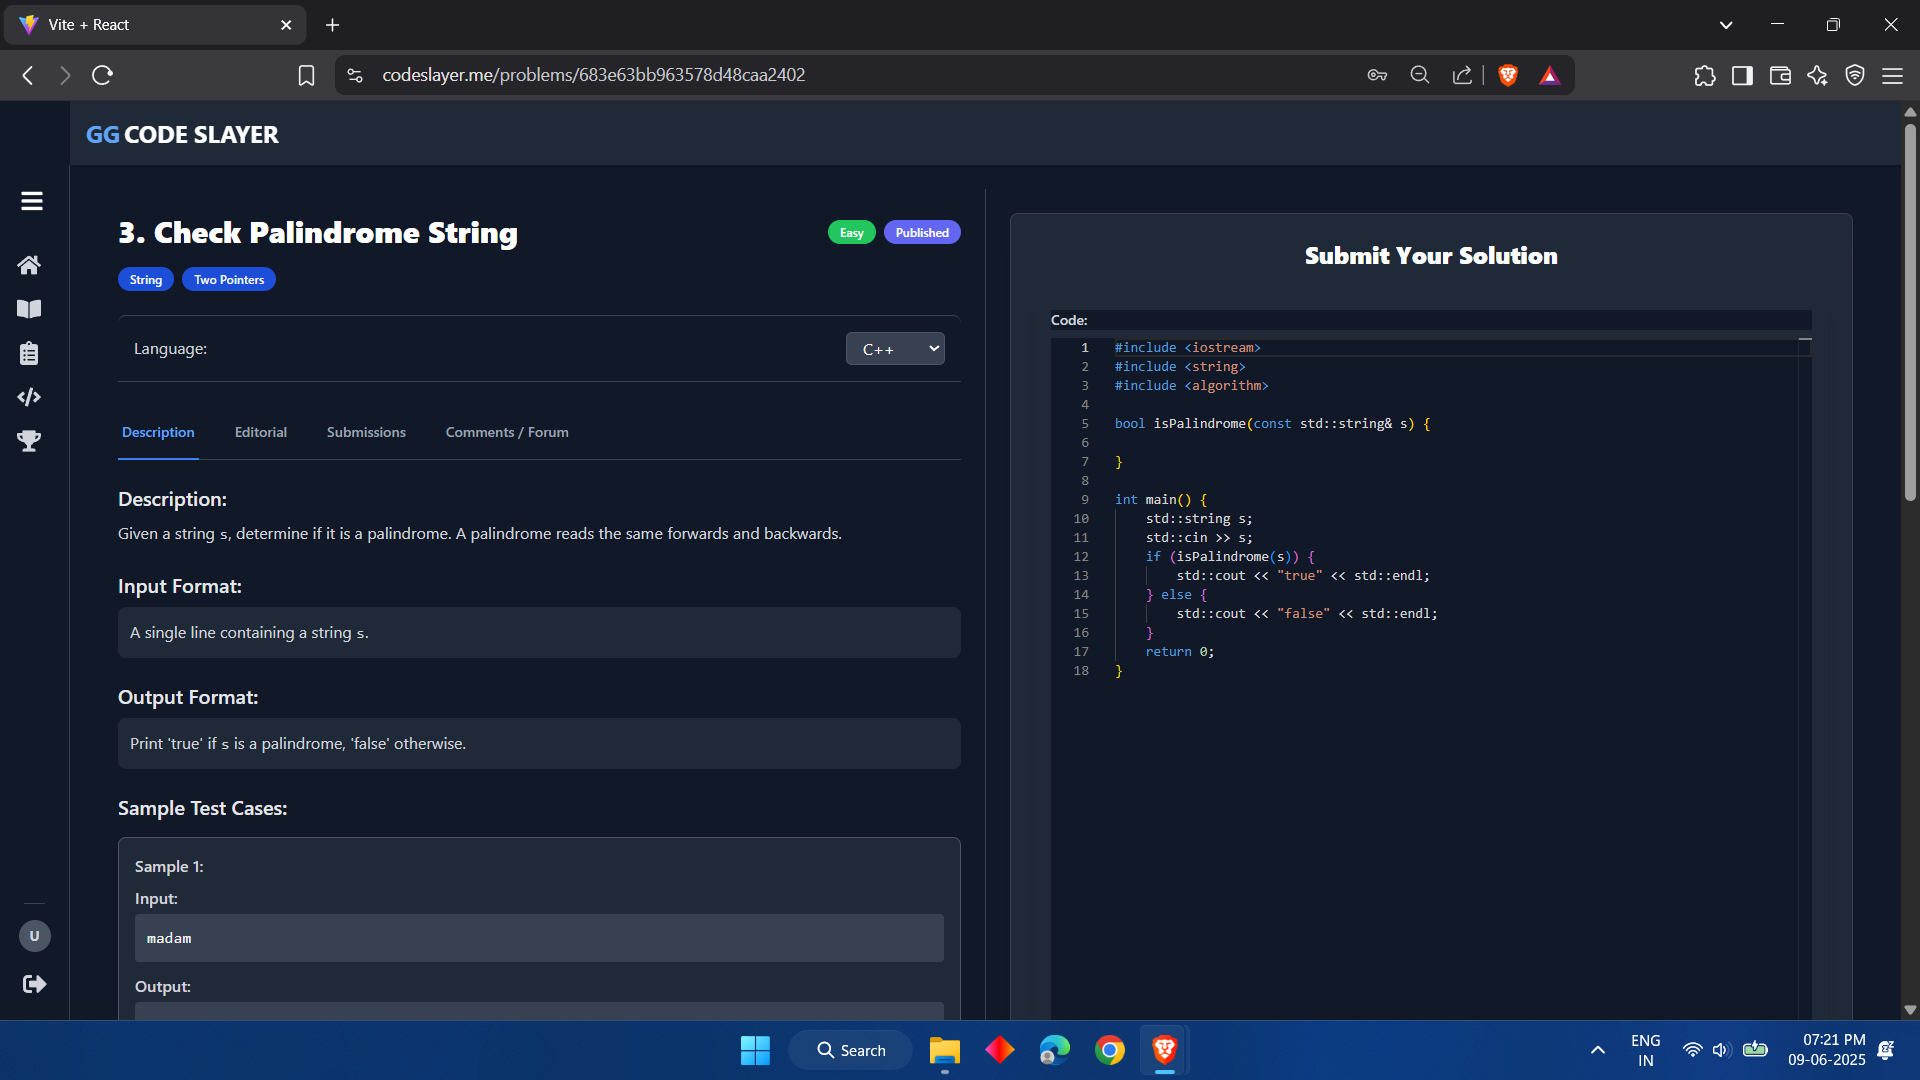 Vite + React
codeslayer.me/problems/683e63bb963578d48caa2402
GG CODE SLAYER
3. Check Palindrome String
Easy
Published
String
Two Pointers
Language:
C++
Description
Editorial
Submissions
Comments / Forum
Description:
Given a string s, determine if it is a palindrome. A palindrome reads the same forwards and backwards.
Input Format:
A single line containing a string s.
Output Format:
Print 'true' if s is a palindrome, 'false' otherwise.
Sample Test Cases:
Sample 1:
Input:
madam
Output:
U
Submit Your Solution
Code:
1 #include <iostream>
2 #include <string>
3 #include <algorithm>
4
5 bool isPalindrome(const std::string& s) {
6
7 }
8
9 int main() {
10 std::string s;
11 std::cin >> s;
12 if (isPalindrome(s)) {
13 std::cout << "true" << std::endl;
14 } else {
15 std::cout << "false" << std::endl;
16 }
17 return 0;
18 }
Search
ENG
IN
07:21 PM
09-06-2025